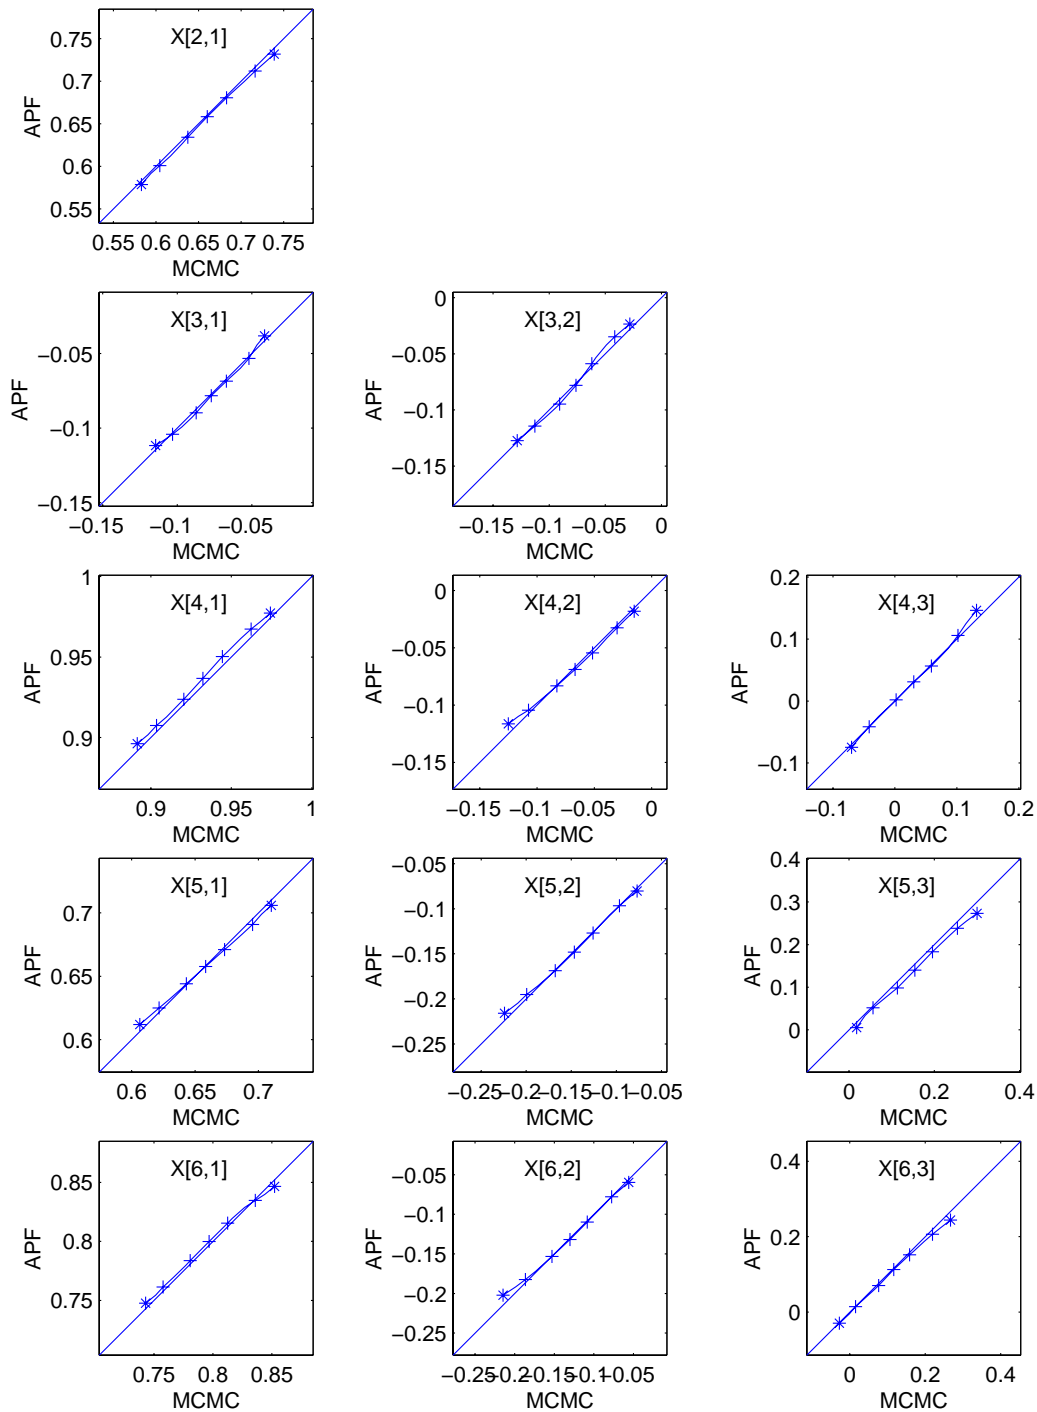 X[2,1]
0.75
0.7
0.65
0.6
0.55
APF
0.55 0.6 0.65 0.7 0.75
MCMC
X[3,1]
−0.05
−0.1
−0.15
APF
−0.15 −0.1 −0.05
MCMC
X[3,2]
0
−0.05
−0.1
−0.15
APF
−0.15 −0.1 −0.05 0
MCMC
X[4,1]
1
0.95
0.9
APF
0.9 0.95 1
MCMC
X[4,2]
0
−0.05
−0.1
−0.15
APF
−0.15 −0.1 −0.05 0
MCMC
X[4,3]
0.2
0.1
0
−0.1
APF
−0.1 0 0.1 0.2
MCMC
X[5,1]
0.7
0.65
0.6
APF
0.6 0.65 0.7
MCMC
X[5,2]
−0.05
−0.1
−0.15
−0.2
−0.25
APF
−0.25 −0.2 −0.15 −0.1 −0.05
MCMC
X[5,3]
0.4
0.3
0.2
0.1
0
APF
0 0.2 0.4
MCMC
X[6,1]
0.85
0.8
0.75
APF
0.75 0.8 0.85
MCMC
X[6,2]
−0.05
−0.1
−0.15
−0.2
−0.25
APF
−0.25 −0.2 −0.15 −0.1 −0.05
MCMC
X[6,3]
0.4
0.2
0
APF
0 0.2 0.4
MCMC